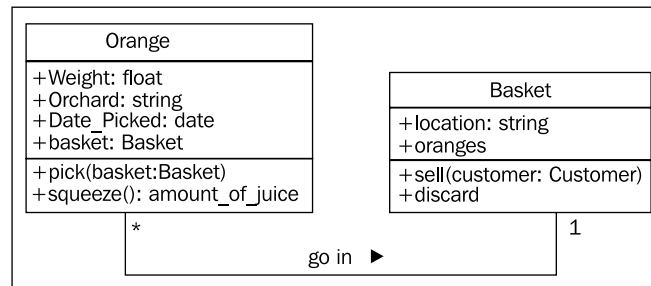 Orange
+Weight: float
+Orchard: string
+Date_Picked: date
+basket: Basket
+pick(basket:Basket)
+squeeze(): amount_of_juice
Basket
+location: string
+oranges
+sell(customer: Customer)
+discard
*
1
go in ►